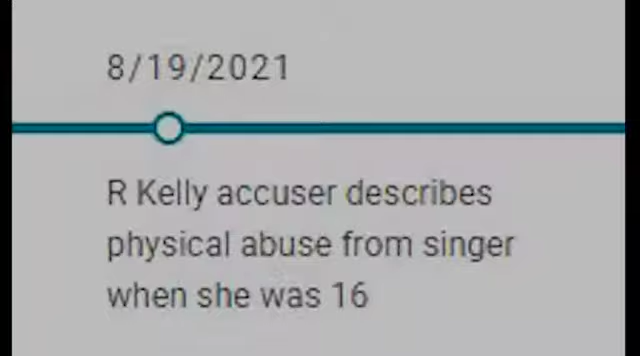 8/19/2021
R Kelly accuser describes
physical abuse from singer
when she was 16